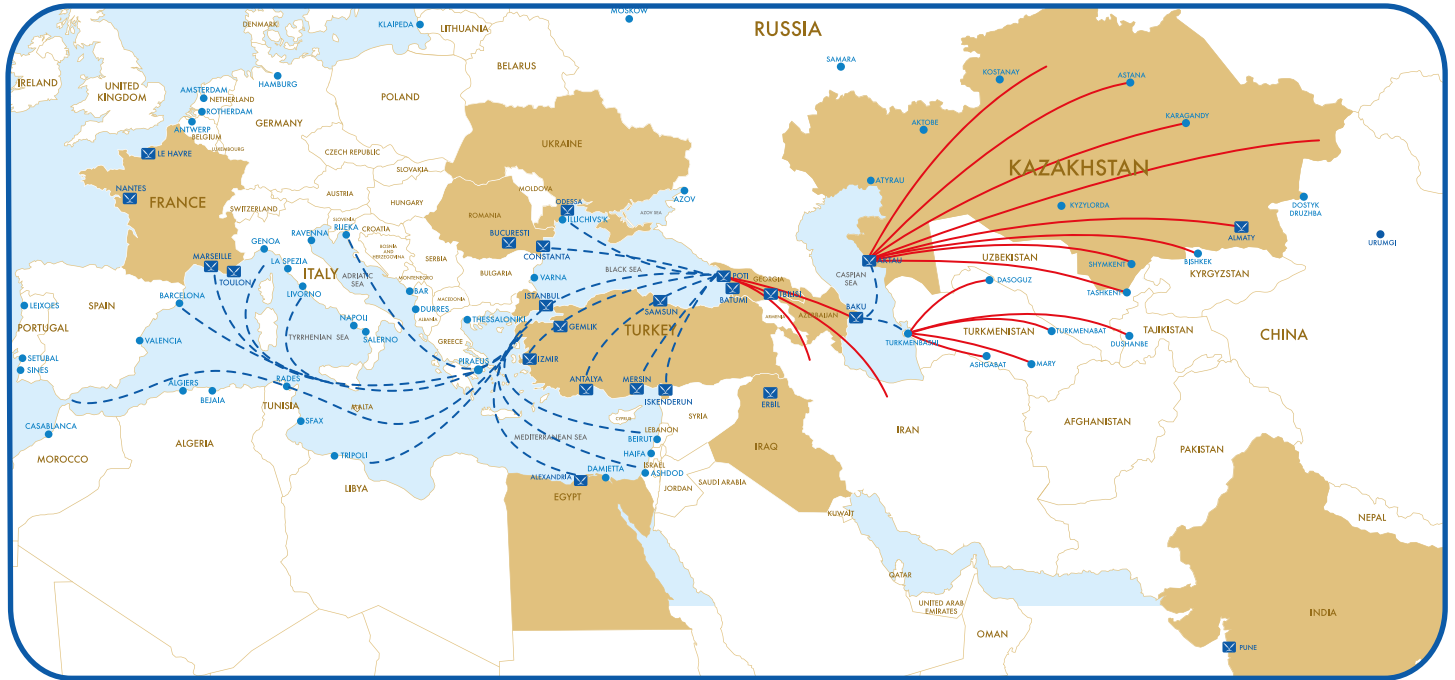 MOSKOW
DENMARK
KLAIPEDA
LITHUANIA
RUSSIA
IRELAND
UNITED
KINGDOM
HAMBURG
AMSTERDAM
NETHERLAND
ROTHERDAM
ANTWERP
BELGIUM
LUXEMBOURG
GERMANY
POLAND
BELARUS
SAMARA
KOSTANAY
ASTANA
AKTOBE
KARAGANDY
LE HAVRE
CZECH REPUBLIC
SLOVAKIA
UKRAINE
KAZAKHSTAN
NANTES
FRANCE
AUSTRIA
MOLDOVA
ATYRAU
SWITZERLAND
HUNGARY
ODESSA
ILLICHIVS'K
AZOV
AZOV SEA
KYZYLORDA
DOSTYK
DRUZHBA
SLOVENIA
RIJEKA
CROATIA
ROMANIA
RAVENNA
GENOA
BUCURESTI
CONSTANTA
ALMATY
URUMGI
BOSNIA
AND
HERZEGOVINA
SERBIA
MARSEILLE
TOULON
LA SPEZIA
ITALY
ADRIATIC
SEA
LIVORNO
MONTENEGRO
BULGARIA
VARNA
BLACK SEA
POTI
GEORGIA
BATUMI
TBILISI
CASPIAN
SEA
AKTAU
UZBEKISTAN
SHYMKENT
BISHKEK
KYRGYZSTAN
DASOGUZ
TASHKENT
SPAIN
LEIXOES
PORTUGAL
BARCELONA
BAR
DURRES
MACEDONIA
ALBANIA
ISTANBUL
SAMSUN
ARMENIA
AZERBAIJAN
BAKU
VALENCIA
NAPOLI
SALERNO
TYRRHENIAN SEA
THESSALONIKI
GREECE
GEMLIK
TURKEY
TURKMENBASHI
TURKMENISTAN
TURKMENABAT
TAJIKISTAN
DUSHANBE
CHINA
SETUBAL
SINES
PIRAEUS
IZMIR
ASHGABAT
MARY
ALGIERS
BEJAIA
RADES
TUNISIA
MALTA
ANTALYA
MERSIN
ISKENDERUN
ERBIL
CASABLANCA
MOROCCO
ALGERIA
SFAX
TRIPOLI
LIBYA
CYPRUS
SYRIA
LEBANON
BEIRUT
MEDITERRANEAN SEA
HAIFA
ISRAEL
ASHDOD
DAMIETTA
ALEXANDRIA
EGYPT
JORDAN
SAUDI ARABIA
IRAQ
IRAN
AFGHANISTAN
PAKISTAN
KUWAIT
NEPAL
QATAR
UNITED ARAB
EMIRATES
OMAN
INDIA
PUNE